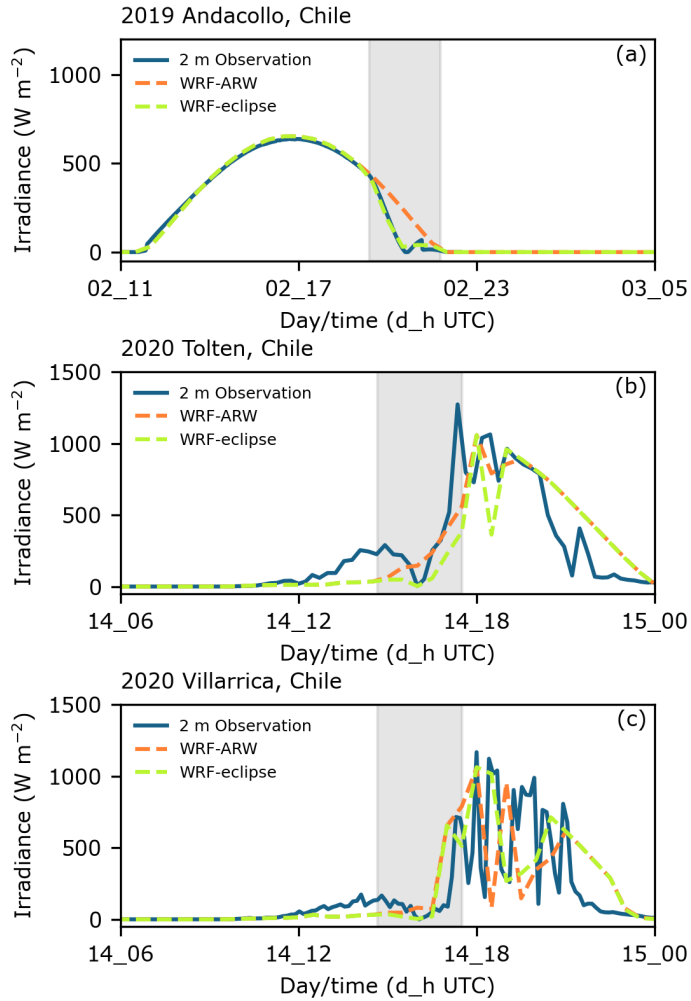 2019 Andacollo, Chile
(a)
2 m Observation
WRF-ARW
WRF-eclipse
Irradiance (W m⁻²)
1000
500
0
02_11 02_17 02_23 03_05
Day/time (d_h UTC)
2020 Tolten, Chile
(b)
2 m Observation
WRF-ARW
WRF-eclipse
Irradiance (W m⁻²)
1500
1000
500
0
14_06 14_12 14_18 15_00
Day/time (d_h UTC)
2020 Villarrica, Chile
(c)
2 m Observation
WRF-ARW
WRF-eclipse
Irradiance (W m⁻²)
1500
1000
500
0
14_06 14_12 14_18 15_00
Day/time (d_h UTC)